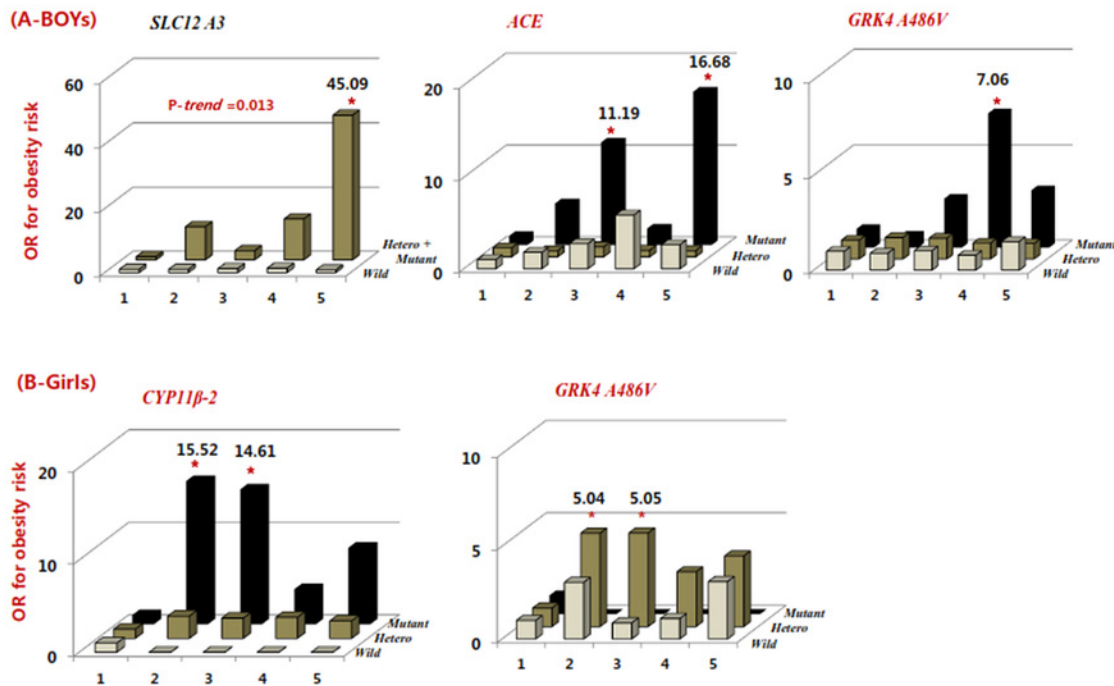 (A-BOYs)
SLC12 A3
ACE
GRK4 A486V
OR for obesity risk
60
40
20
0
P-trend =0.013
45.09
*
Hetero +
Mutant
Wild
1 2 3 4 5
20
10
0
11.19
*
16.68
*
Mutant
Hetero
Wild
1 2 3 4 5
10
5
0
7.06
*
Mutant
Hetero
Wild
1 2 3 4 5
(B-Girls)
CYP11β-2
GRK4 A486V
OR for obesity risk
20
10
0
15.52 14.61
* *
Mutant
Hetero
Wild
1 2 3 4 5
10
5
0
5.04 5.05
* *
Mutant
Hetero
Wild
1 2 3 4 5